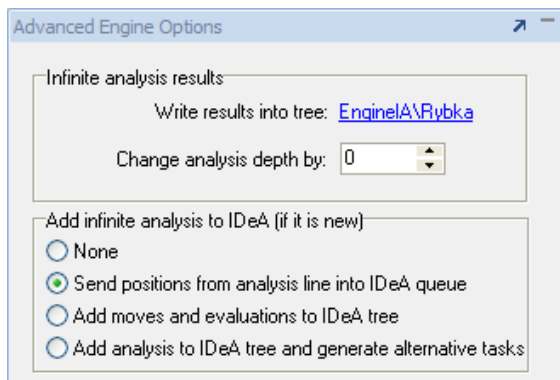 Advanced Engine Options
Infinite analysis results
Write results into tree: EngineIA\Rybka
Change analysis depth by: 0
Add infinite analysis to IDeA (if it is new)
None
Send positions from analysis line into IDeA queue
Add moves and evaluations to IDeA tree
Add analysis to IDeA tree and generate alternative tasks